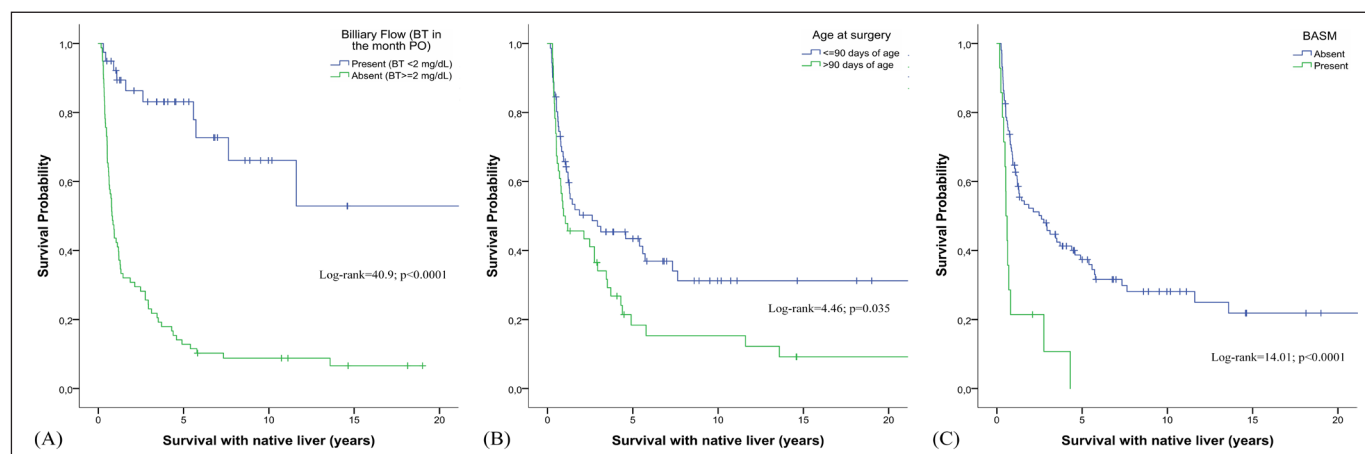 Billiary Flow (BT in
the month PO)
Present (BT <2 mg/dL)
Absent (BT>=2 mg/dL)
1,0
0,8
0,6
0,4
0,2
0,0
Survival Probability
Log-rank=40.9; p<0.0001
0
5
10
15
20
(A)
Survival with native liver (years)
Age at surgery
<=90 days of age
>90 days of age
1,0
0,8
0,6
0,4
0,2
0,0
Survival Probability
Log-rank=4.46; p=0.035
0
5
10
15
20
(B)
Survival with native liver (years)
BASM
Absent
Present
1,0
0,8
0,6
0,4
0,2
0,0
Survival Probability
Log-rank=14.01; p<0.0001
0
5
10
15
20
(C)
Survival with native liver (years)